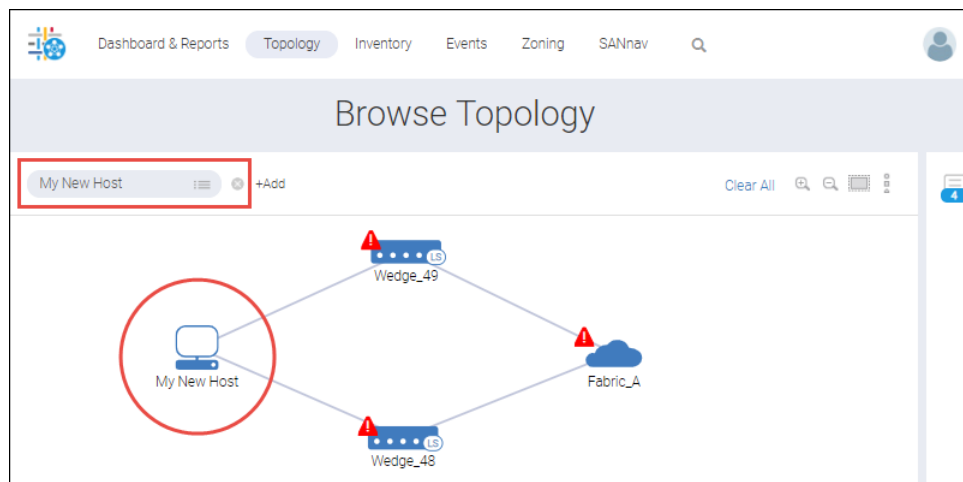 Dashboard & Reports Topology Inventory Events Zoning SANnav
Browse Topology
My New Host +Add Clear All
4
LS
Wedge_49
My New Host
Fabric_A
LS
Wedge_48